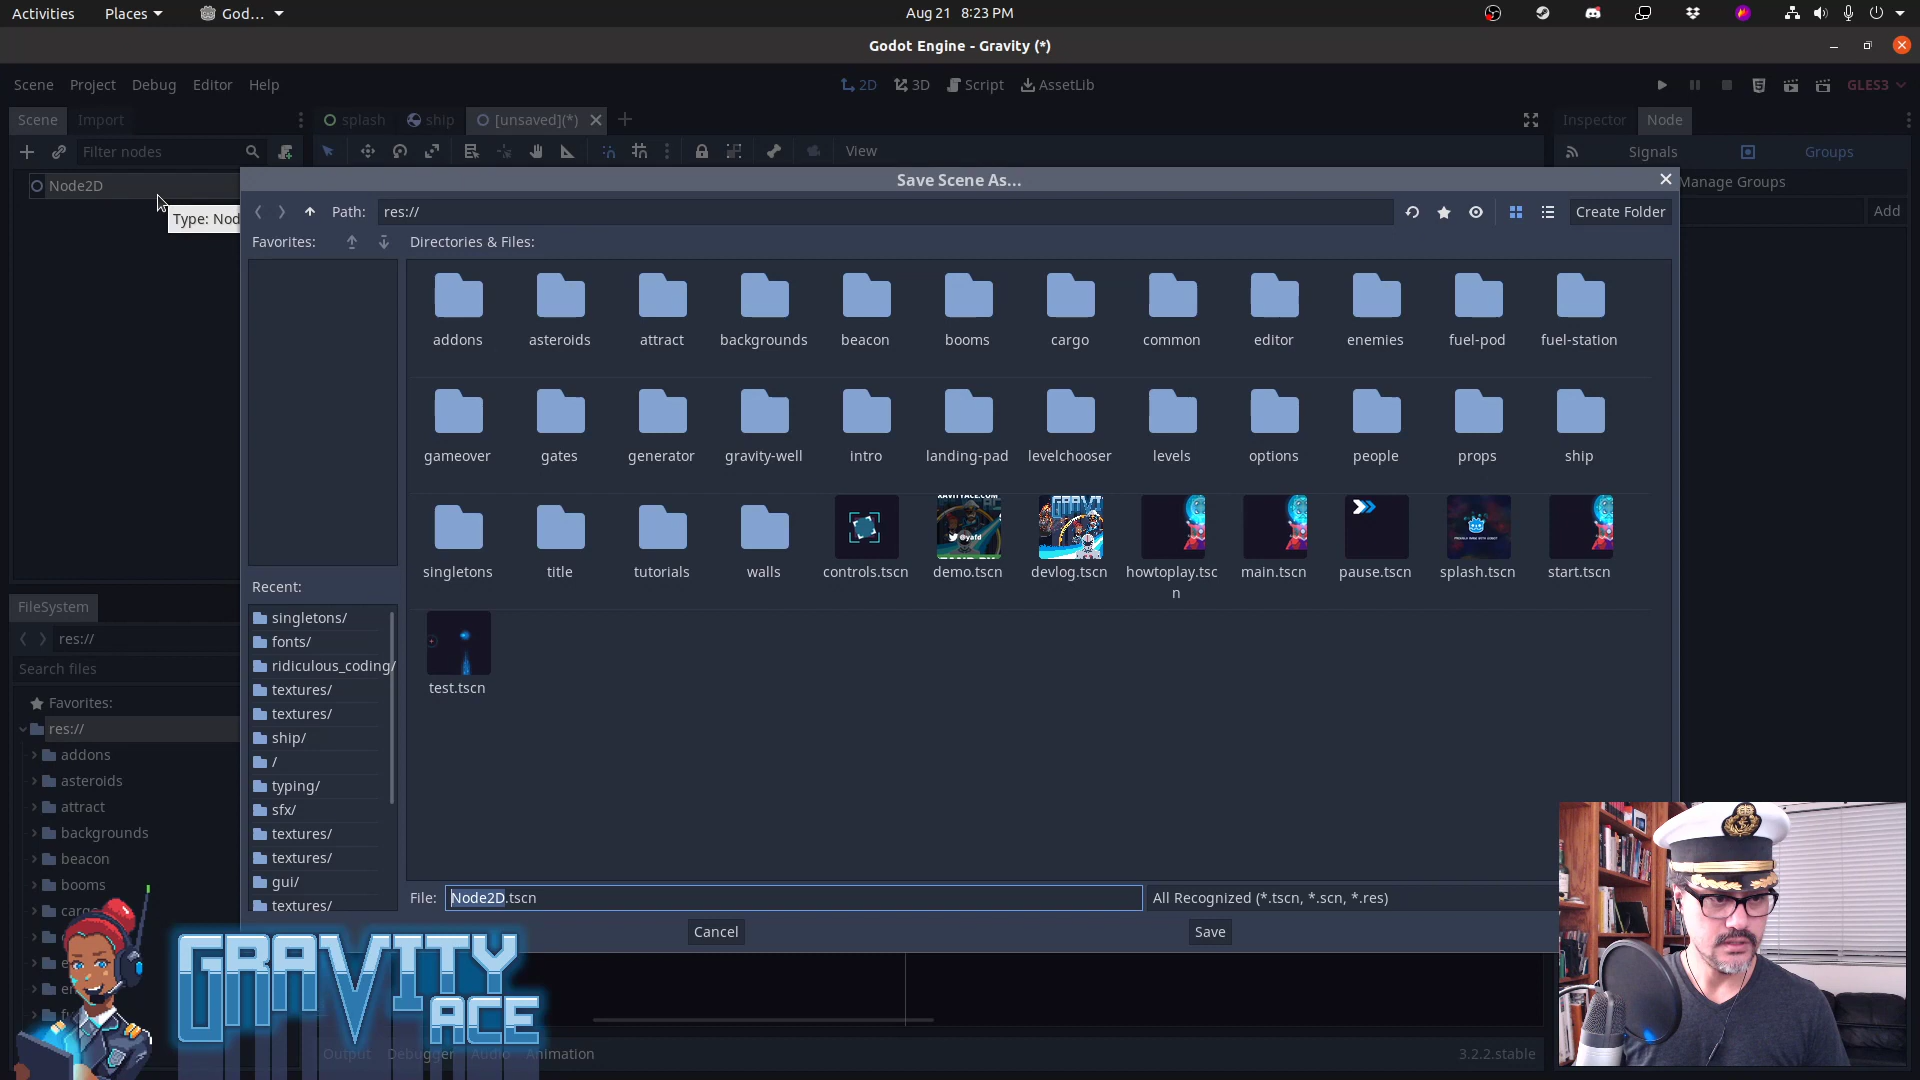 Activities Places God... Aug 21 8:23 PM
Godot Engine - Gravity (*)
Scene Project Debug Editor Help 2D 3D Script AssetLib GLES3
Scene Import splash ship [unsaved](*) Inspector Node
Filter nodes View Signals Groups
Node2D
Type: Nod
Save Scene As...
Manage Groups
Path: res:// Create Folder Add
Favorites: Directories & Files:
addons asteroids attract backgrounds beacon booms cargo common editor enemies fuel-pod fuel-station
gameover gates generator gravity-well intro landing-pad levelchooser levels options people props ship
singletons title tutorials walls controls.tscn demo.tscn devlog.tscn howtoplay.tsc
n
main.tscn pause.tscn splash.tscn start.tscn
test.tscn
@yafd
Recent:
singletons/
fonts/
ridiculous_coding/
textures/
textures/
ship/
/
typing/
sfx/
textures/
textures/
gui/
textures/
FileSystem
res://
Search files
Favorites:
res://
addons
asteroids
attract
backgrounds
beacon
booms
File: Node2D.tscn All Recognized (*.tscn, *.scn, *.res)
Cancel Save
GRAVITY
ACE
Output Debugger Audio Animation 3.2.2.stable